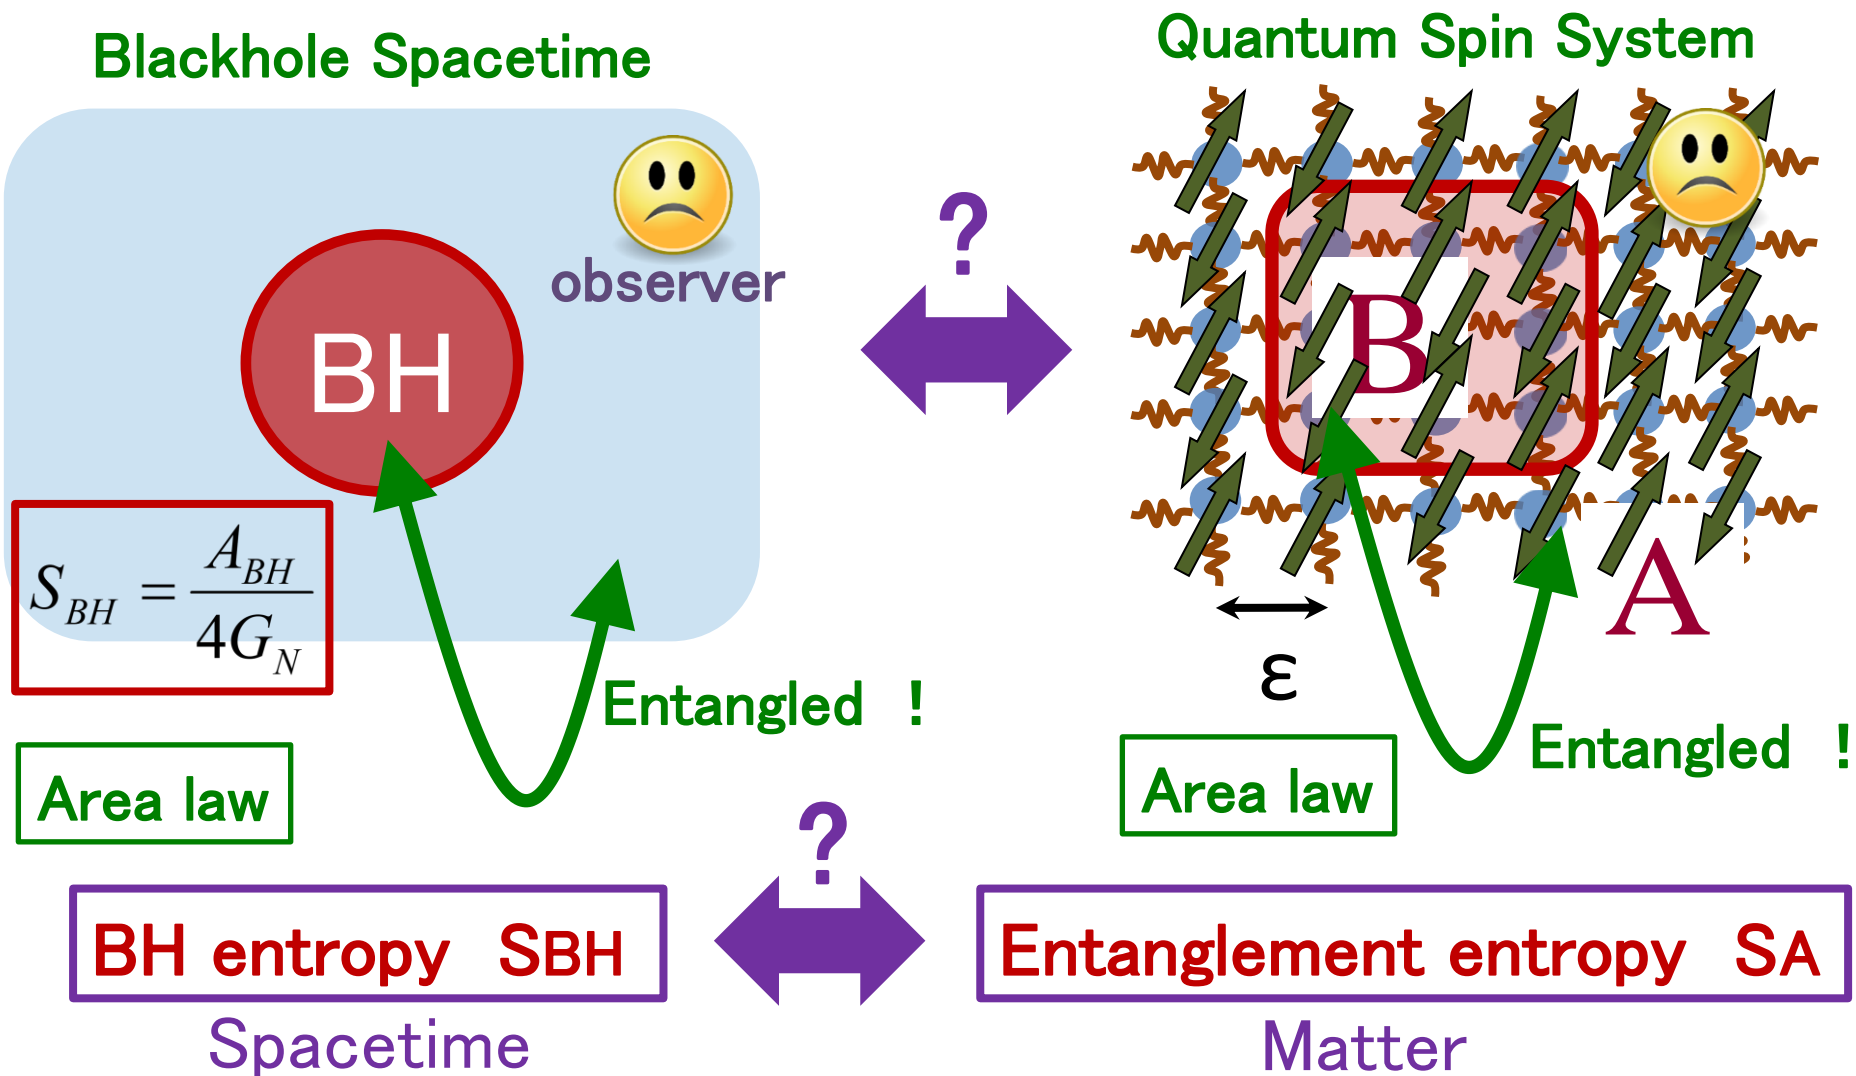 Blackhole Spacetime
Quantum Spin System
observer
?
BH
B
S_BH = A_BH / 4G_N
A
ε
Entangled !
Entangled !
Area law
Area law
?
BH entropy SBH
Entanglement entropy SA
Spacetime
Matter